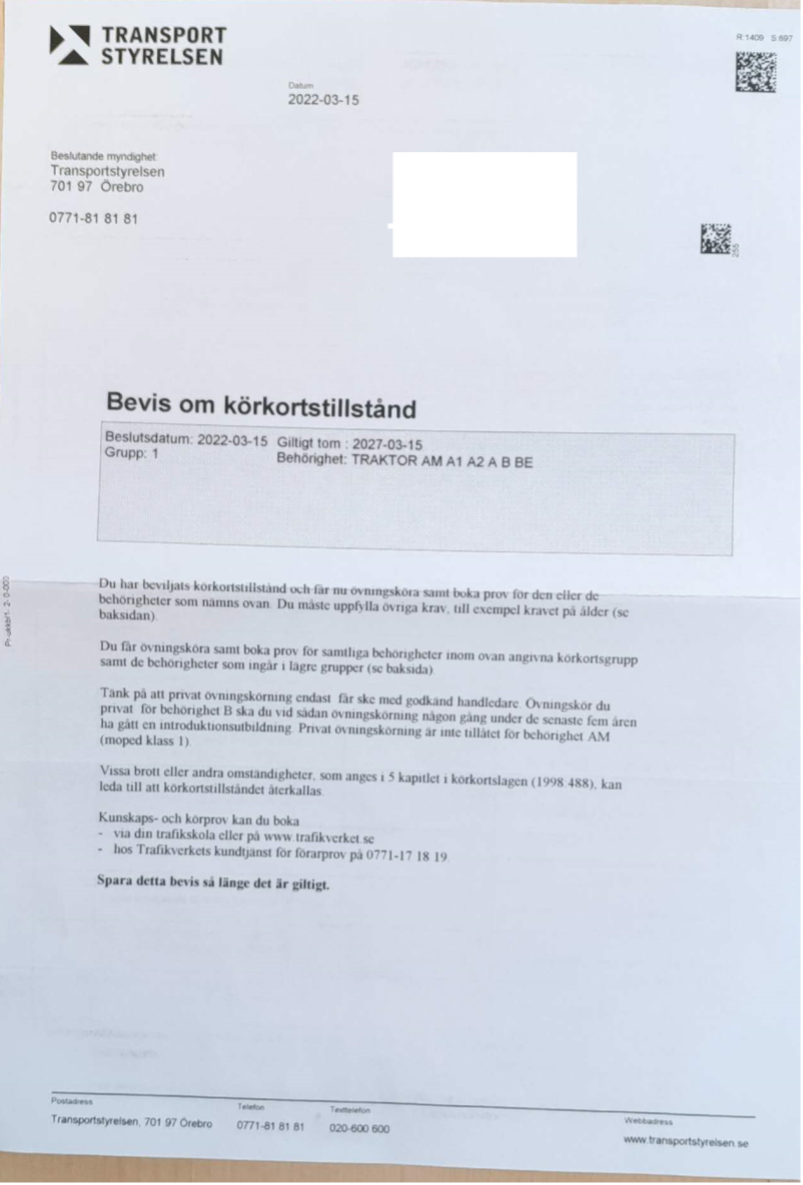 TRANSPORT
STYRELSEN
R:1409 S:697
Datum
2022-03-15
Beslutande myndighet:
Transportstyrelsen
701 97 Örebro
0771-81 81 81
255
Bevis om körkortstillstånd
Beslutsdatum: 2022-03-15 Giltigt tom : 2027-03-15
Grupp: 1 Behörighet: TRAKTOR AM A1 A2 A B BE
Du har beviljats körkortstillstånd och får nu övningsköra samt boka prov för den eller de
behörigheter som nämns ovan. Du måste uppfylla övriga krav, till exempel kravet på ålder (se
baksidan).
Du får övningsköra samt boka prov för samtliga behörigheter inom ovan angivna körkortsgrupp
samt de behörigheter som ingår i lägre grupper (se baksida).
Tänk på att privat övningskörning endast får ske med godkänd handledare. Övningskör du
privat för behörighet B ska du vid sådan övningskörning någon gång under de senaste fem åren
ha gått en introduktionsutbildning. Privat övningskörning är inte tillåtet för behörighet AM
(moped klass 1).
Vissa brott eller andra omständigheter, som anges i 5 kapitlet i körkortslagen (1998:488), kan
leda till att körkortstillståndet återkallas.
Kunskaps- och körprov kan du boka
- via din trafikskola eller på www.trafikverket.se
- hos Trafikverkets kundtjänst för förarprov på 0771-17 18 19.
Spara detta bevis så länge det är giltigt.
Postadress
Transportstyrelsen, 701 97 Örebro
Telefon
0771-81 81 81
Texttelefon
020-600 600
Webbadress
www.transportstyrelsen.se